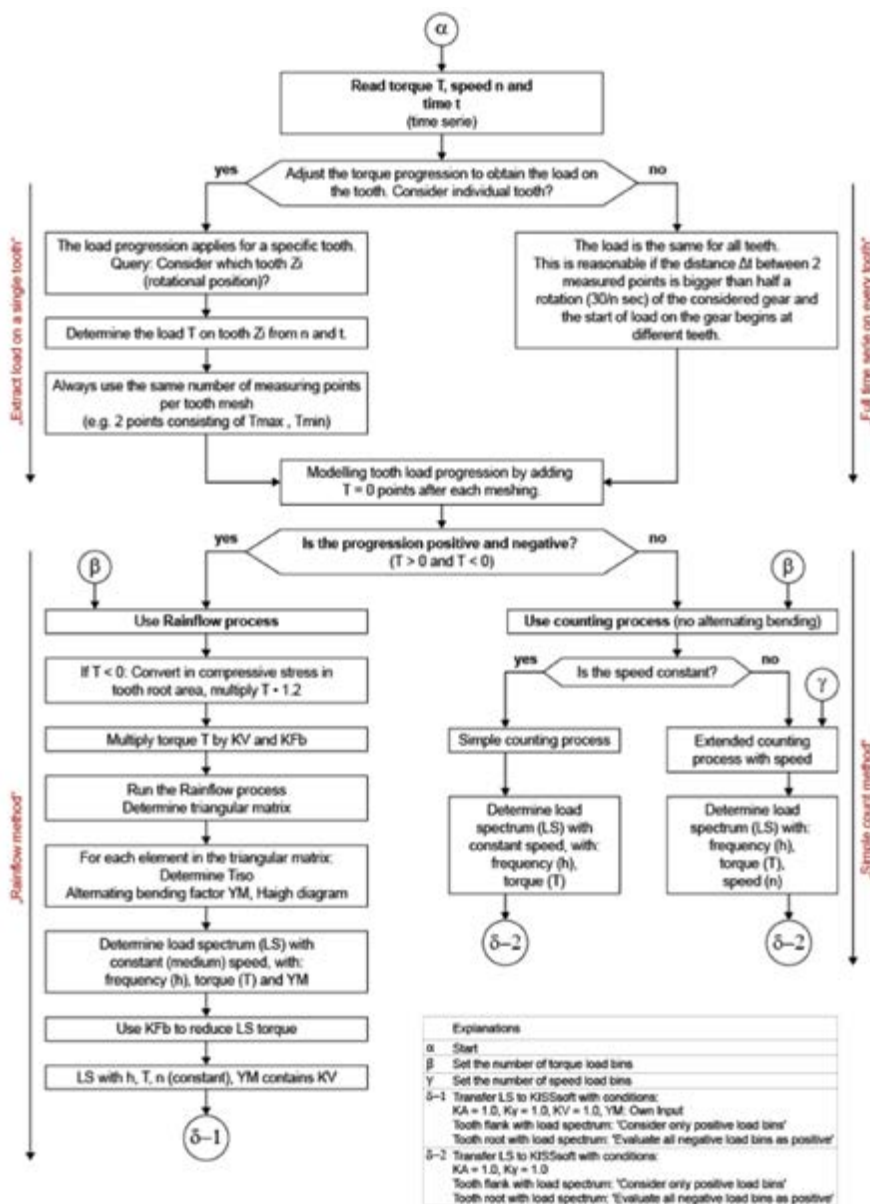 α
Read torque T, speed n and
time t
(time serie)
yes
Adjust the torque progression to obtain the load on
the tooth. Consider individual tooth?
no
„Extract load on a single tooth“
The load progression applies for a specific tooth.
Query: Consider which tooth Zi
(rotational position)?
Determine the load T on tooth Zi from n and t.
Always use the same number of measuring points
per tooth mesh
(e.g. 2 points consisting of Tmax , Tmin)
The load is the same for all teeth.
This is reasonable if the distance Δt between 2
measured points is bigger than half a
rotation (30/n sec) of the considered gear and
the start of load on the gear begins at
different teeth.
„Full time serie on every tooth“
Modelling tooth load progression by adding
T = 0 points after each meshing.
yes
Is the progression positive and negative?
(T > 0 and T < 0)
no
β
Use Rainflow process
If T < 0: Convert in compressive stress in
tooth root area, multiply T • 1.2
Multiply torque T by KV and KFb
Run the Rainflow process
Determine triangular matrix
For each element in the triangular matrix:
Determine Tiso
Alternating bending factor YM, Haigh diagram
Determine load spectrum (LS) with
constant (medium) speed, with:
frequency (h), torque (T) and YM
Use KFb to reduce LS torque
LS with h, T, n (constant), YM contains KV
δ–1
„Rainflow method“
β
Use counting process (no alternating bending)
yes
Is the speed constant?
no
γ
Simple counting process
Extended counting
process with speed
Determine load
spectrum (LS) with
constant speed, with:
frequency (h),
torque (T)
Determine load
spectrum (LS) with:
frequency (h),
torque (T),
speed (n)
δ–2
δ–2
„Simple count method“
Explanations
α Start
β Set the number of torque load bins
γ Set the number of speed load bins
δ–1 Transfer LS to KISSsoft with conditions:
KA = 1.0, Ky = 1.0, KV = 1.0, YM: Own Input
Tooth flank with load spectrum: 'Consider only positive load bins'
Tooth root with load spectrum: 'Evaluate all negative load bins as positive'
δ–2 Transfer LS to KISSsoft with conditions:
KA = 1.0, Ky = 1.0
Tooth flank with load spectrum: 'Consider only positive load bins'
Tooth root with load spectrum: 'Evaluate all negative load bins as positive'